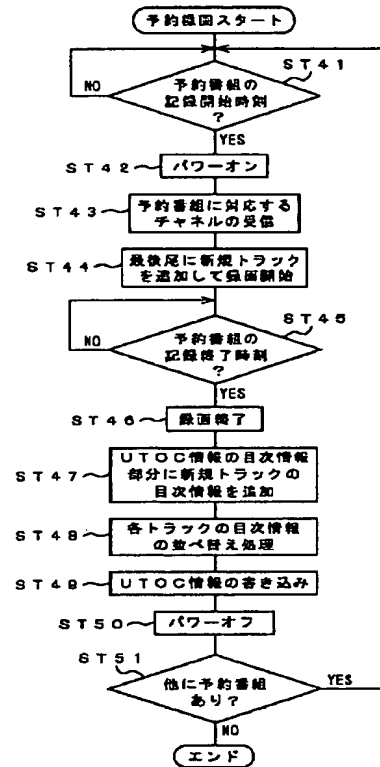 予約録画スタート
ST41
予約番組の
記録開始時刻
?
NO
YES
ST42
パワーオン
ST43
予約番組に対応する
チャネルの受信
ST44
最後尾に新規トラック
を追加して録画開始
ST45
予約番組の
記録終了時刻
?
NO
YES
ST46
録画終了
ST47
UTOC情報の目次情報
部分に新規トラックの
目次情報を追加
ST48
各トラックの目次情報
の並べ替え処理
ST49
UTOC情報の書き込み
ST50
パワーオフ
ST51
他に予約番組
あり?
YES
NO
エンド